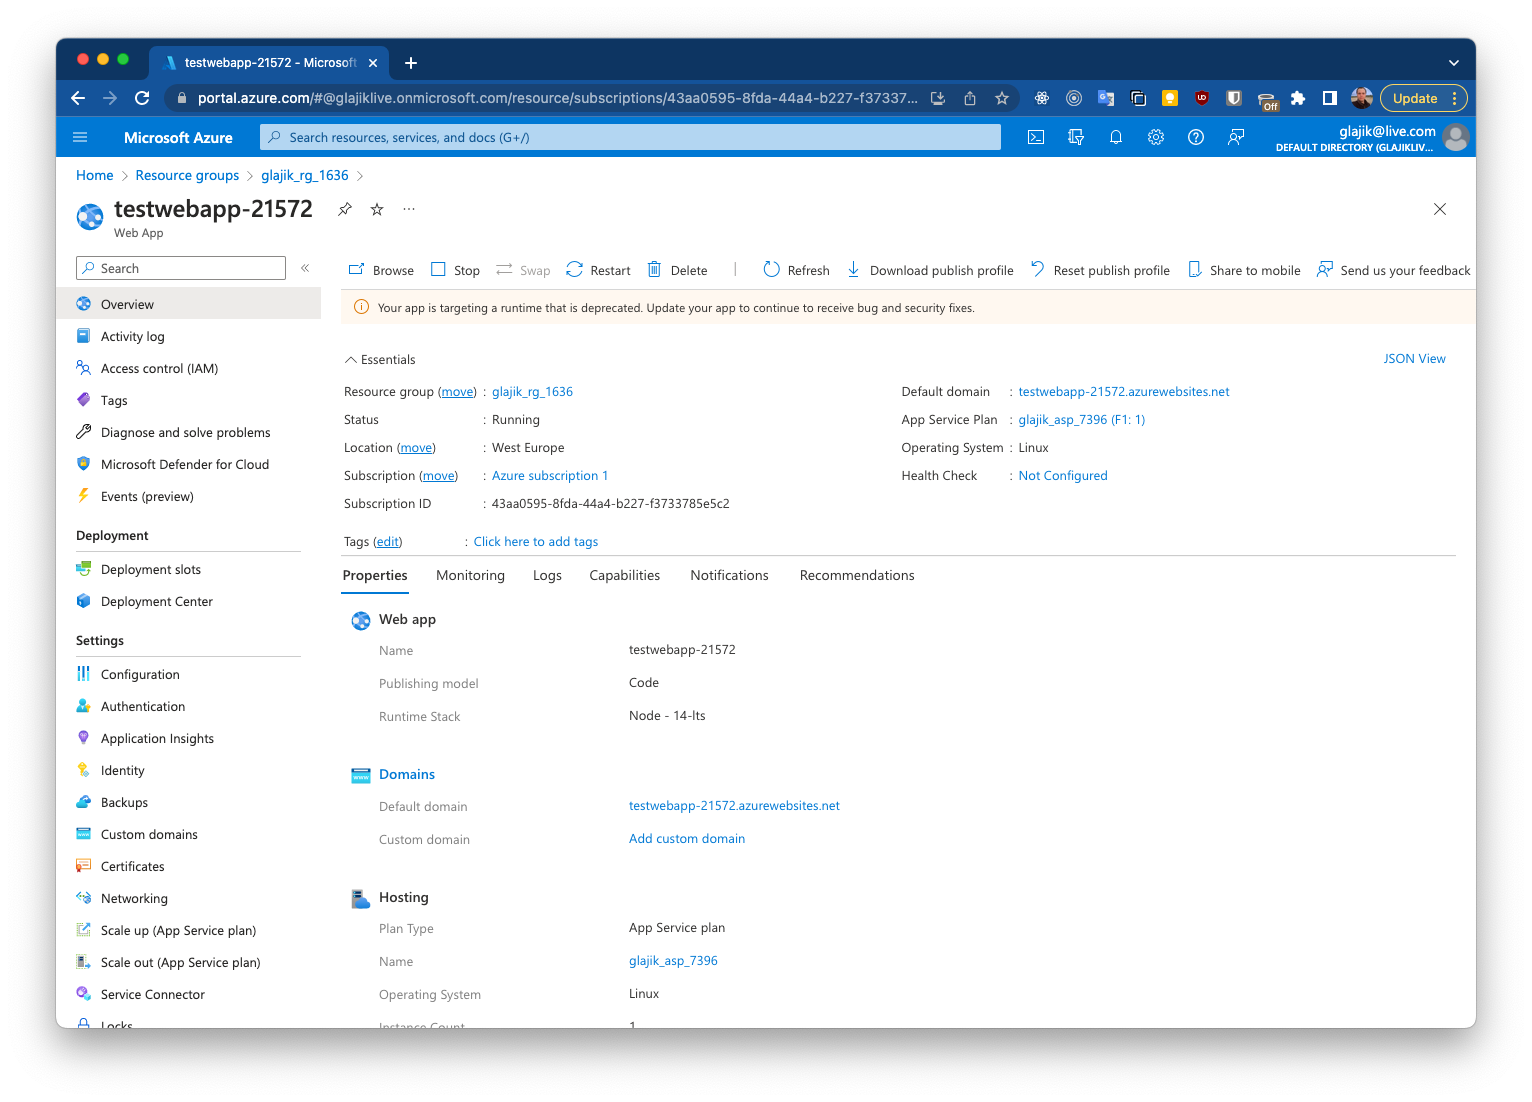 testwebapp-21572 - Microsoft
portal.azure.com/#@glajiklive.onmicrosoft.com/resource/subscriptions/43aa0595-8fda-44a4-b227-f37337...
Off
Update
Microsoft Azure
Search resources, services, and docs (G+/)
glajik@live.com
DEFAULT DIRECTORY (GLAJIKLIV...
Home > Resource groups > glajik_rg_1636 >
testwebapp-21572
Web App
Search
Browse Stop Swap Restart Delete | Refresh Download publish profile Reset publish profile Share to mobile Send us your feedback
Overview
Activity log
Access control (IAM)
Tags
Diagnose and solve problems
Microsoft Defender for Cloud
Events (preview)
Deployment
Deployment slots
Deployment Center
Settings
Configuration
Authentication
Application Insights
Identity
Backups
Custom domains
Certificates
Networking
Scale up (App Service plan)
Scale out (App Service plan)
Service Connector
Locks
Your app is targeting a runtime that is deprecated. Update your app to continue to receive bug and security fixes.
Essentials
JSON View
Resource group (move) : glajik_rg_1636
Status : Running
Location (move) : West Europe
Subscription (move) : Azure subscription 1
Subscription ID : 43aa0595-8fda-44a4-b227-f3733785e5c2
Default domain : testwebapp-21572.azurewebsites.net
App Service Plan : glajik_asp_7396 (F1: 1)
Operating System : Linux
Health Check : Not Configured
Tags (edit) : Click here to add tags
Properties Monitoring Logs Capabilities Notifications Recommendations
Web app
Name testwebapp-21572
Publishing model Code
Runtime Stack Node - 14-lts
Domains
Default domain testwebapp-21572.azurewebsites.net
Custom domain Add custom domain
Hosting
Plan Type App Service plan
Name glajik_asp_7396
Operating System Linux
Instance Count 1